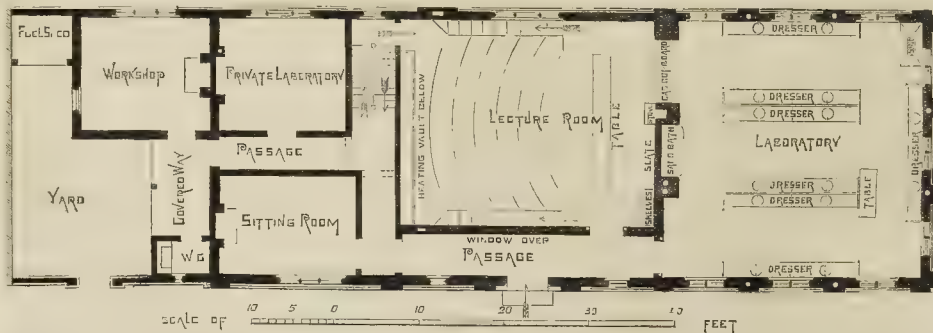 FUEL &. CO
WORKSHOP
PRIVATE LABORATORY
HEATING VAULT BELOW
LECTURE ROOM
TABLE
SLATE
SHELVES
SAND BATH
DRESSER
DRESSER
DRESSER
LABORATORY
DRESSER
DRESSER
DRESSER
TABLE
DRESSER
PASSAGE
COVERED WAY
YARD
SITTING ROOM
W C
WINDOW OVER
PASSAGE
SCALE OF 10 5 0 10 20 30 40 FEET